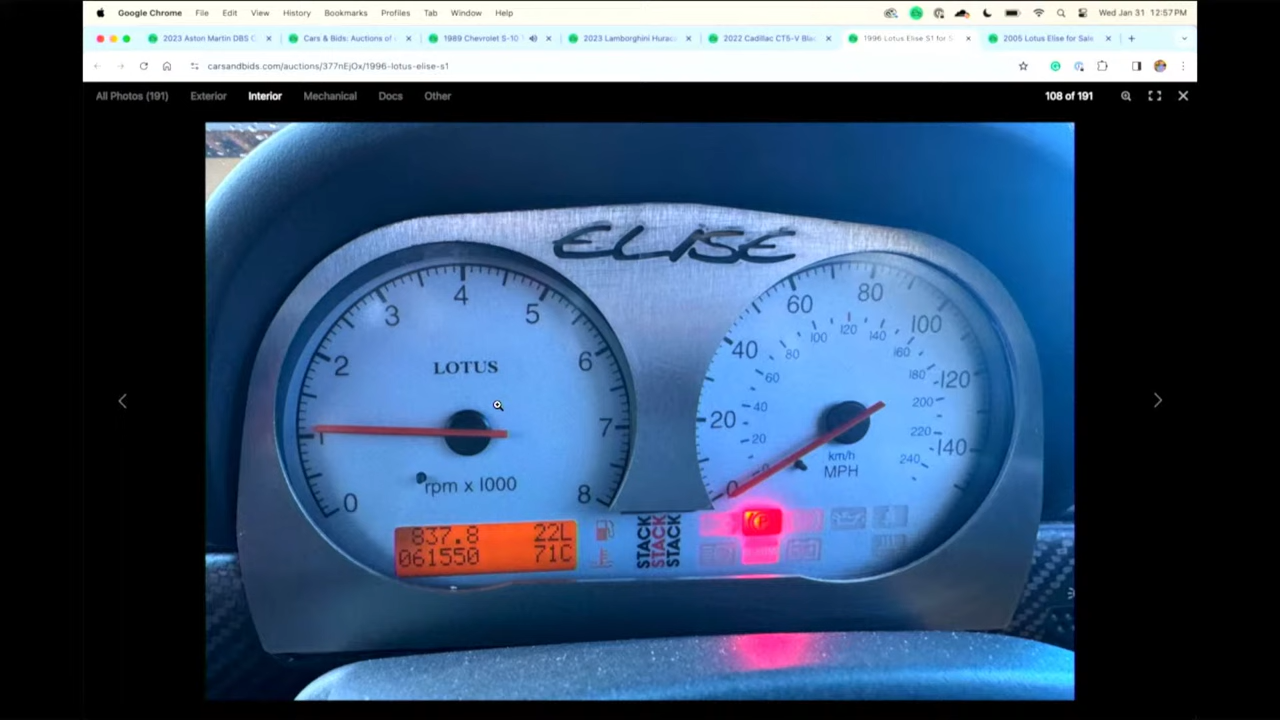 Google Chrome File Edit View History Bookmarks Profiles Tab Window Help Wed Jan 31 12:57 PM
2023 Aston Martin DBS Cars & Bids: Auctions of 1989 Chevrolet S-10 2023 Lamborghini Hurac 2022 Cadillac CT5-V Bla 1996 Lotus Elise S1 for S 2005 Lotus Elise for Sale
carsandbids.com/auctions/377nEjOx/1996-lotus-elise-s1
All Photos (191) Exterior Interior Mechanical Docs Other 108 of 191
ELISE
0 1 2 3 4 5 6 7 8
LOTUS
rpm x 1000
837.8 22L
061550 71C
STACK
STACK
STACK
0 20 40 60 80 100 120 140
0 20 40 60 80 100 120 140 160 180 200 220 240
km/h
MPH